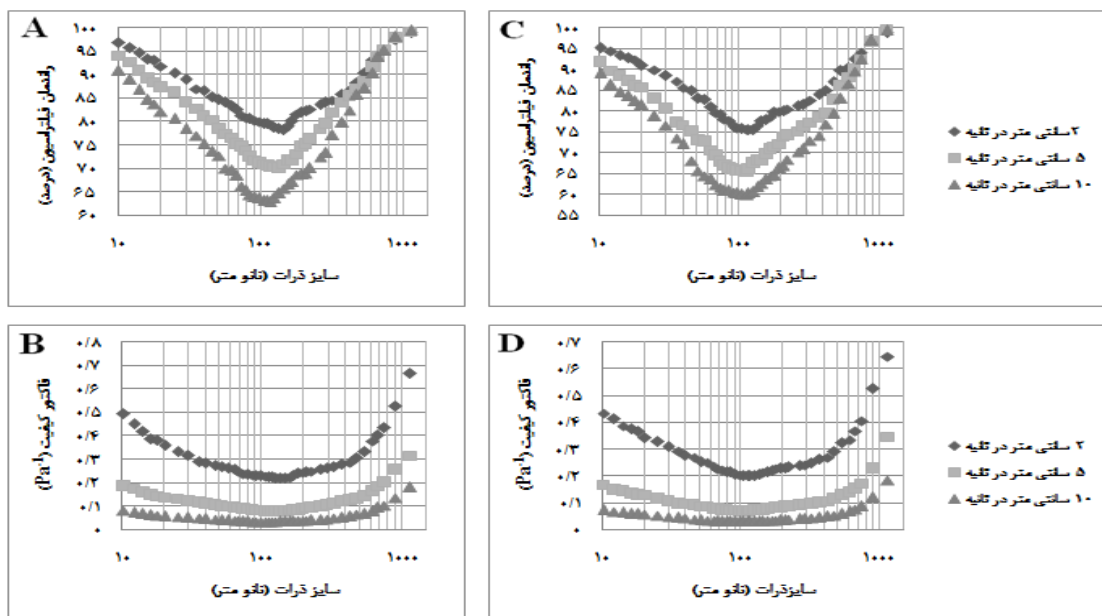 A
راندمان فیلتراسیون (درصد)
۱۰۰
۹۵
۹۰
۸۵
۸۰
۷۵
۷۰
۶۵
۶۰
۱۰
۱۰۰
۱۰۰۰
سایز ذرات (نانو متر)
C
راندمان فیلتراسیون (درصد)
۱۰۰
۹۵
۹۰
۸۵
۸۰
۷۵
۷۰
۶۵
۶۰
۵۵
۱۰
۱۰۰
۱۰۰۰
سایز ذرات (نانو متر)
۲سانتی متر در ثانیه
۵ سانتی متر در ثانیه
۱۰ سانتی متر در ثانیه
B
فاکتور کیفیت (Pa⁻¹)
۰/۸
۰/۷
۰/۶
۰/۵
۰/۴
۰/۳
۰/۲
۰/۱
۰
۱۰
۱۰۰
۱۰۰۰
سایز ذرات (نانو متر)
D
فاکتور کیفیت (Pa⁻¹)
۰/۷
۰/۶
۰/۵
۰/۴
۰/۳
۰/۲
۰/۱
۰
۱۰
۱۰۰
۱۰۰۰
سایزذرات (نانو متر)
۲ سانتی متر در ثانیه
۵ سانتی متر در ثانیه
۱۰ سانتی متر در ثانیه